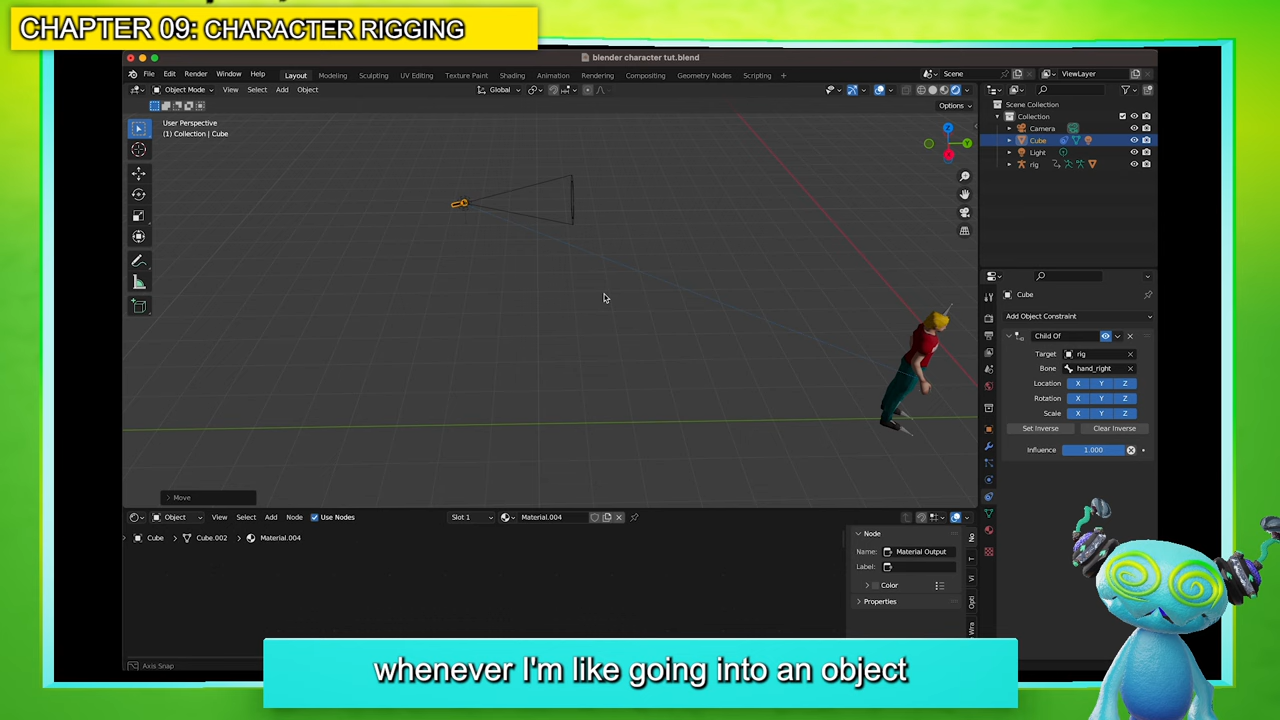 CHAPTER 09: CHARACTER RIGGING
blender character tut.blend
File Edit Render Window Help Layout Modeling Sculpting UV Editing Texture Paint Shading Animation Rendering Compositing Geometry Nodes Scripting + Scene ViewLayer
Object Mode View Select Add Object Global
Options
User Perspective
(1) Collection | Cube
Z
Y
X
Scene Collection
Collection
Camera
Cube
Light
rig
Cube
Add Object Constraint
Child Of
Target rig
Bone hand_right
Location X Y Z
Rotation X Y Z
Scale X Y Z
Set Inverse Clear Inverse
Influence 1.000
Move
Object View Select Add Node Use Nodes Slot 1 Material.004
Cube > Cube.002 > Material.004
Node
Name: Material Output
Label:
Color
Properties
No
T
Vi
Opti
Wra
Axis Snap
whenever I'm like going into an object